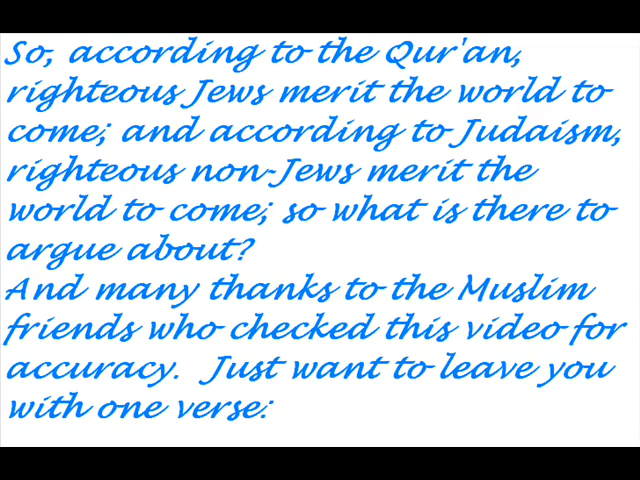 So, according to the Qur'an,
righteous Jews merit the world to
come; and according to Judaism,
righteous non-Jews merit the
world to come; so what is there to
argue about?
And many thanks to the Muslim
friends who checked this video for
accuracy.  Just want to leave you
with one verse: